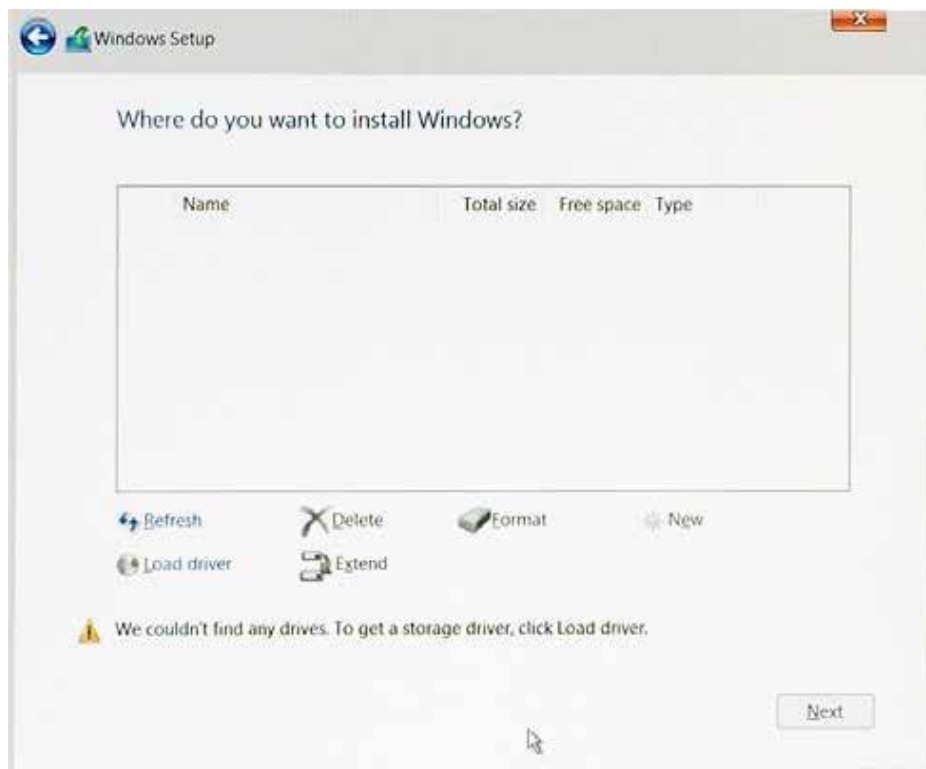 Windows Setup
Where do you want to install Windows?
Name Total size Free space Type
Refresh Delete Format New
Load driver Extend
We couldn't find any drives. To get a storage driver, click Load driver.
Next